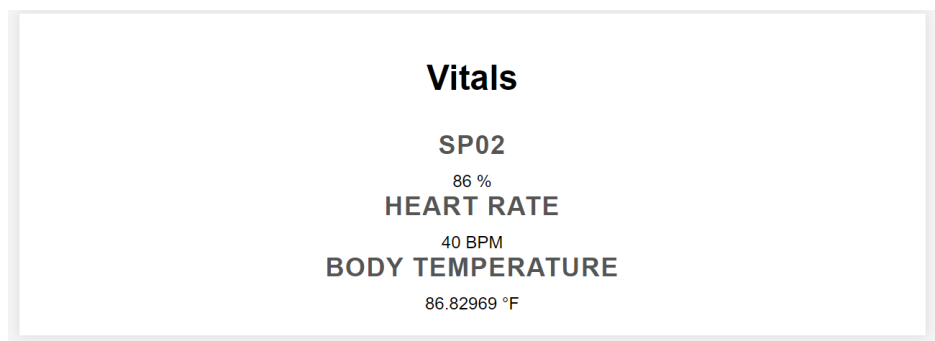 Vitals
SP02
86 %
HEART RATE
40 BPM
BODY TEMPERATURE
86.82969 °F